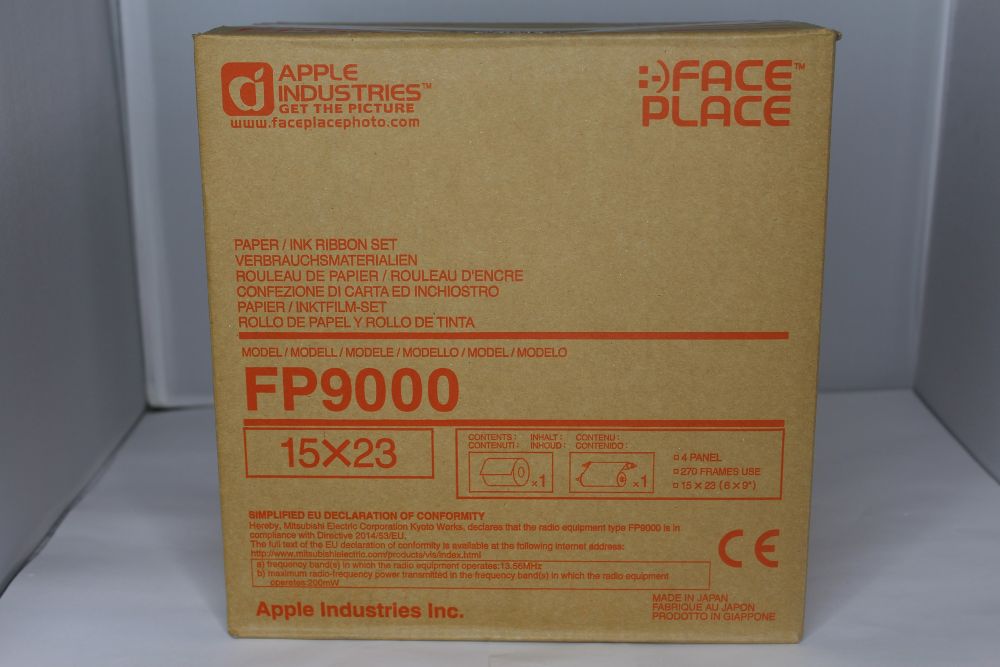 APPLE
INDUSTRIES™
GET THE PICTURE
www.faceplacephoto.com
:-)FACE™
PLACE
PAPER / INK RIBBON SET
VERBRAUCHSMATERIALIEN
ROULEAU DE PAPIER / ROULEAU D'ENCRE
CONFEZIONE DI CARTA ED INCHIOSTRO
PAPIER / INKTFILM-SET
ROLLO DE PAPEL Y ROLLO DE TINTA
MODEL / MODELL / MODELE / MODELLO / MODEL / MODELO
FP9000
15×23
CONTENTS : INHALT : CONTENU :
CONTENUTI : INHOUD : CONTENIDO :
×1
×1
4 PANEL
270 FRAMES USE
15 × 23 ( 6 × 9")
SIMPLIFIED EU DECLARATION OF CONFORMITY
Hereby, Mitsubishi Electric Corporation Kyoto Works, declares that the radio equipment type FP9000 is in
compliance with Directive 2014/53/EU.
The full text of the EU declaration of conformity is available at the following internet address:
http://www.mitsubishielectric.com/products/vis/index.html
a) frequency band(s) in which the radio equipment operates:13.56MHz
b) maximum radio-frequency power transmitted in the frequency band(s) in which the radio equipment
operates:200mW
CE
Apple Industries Inc.
MADE IN JAPAN
FABRIQUE AU JAPON
PRODOTTO IN GIAPPONE